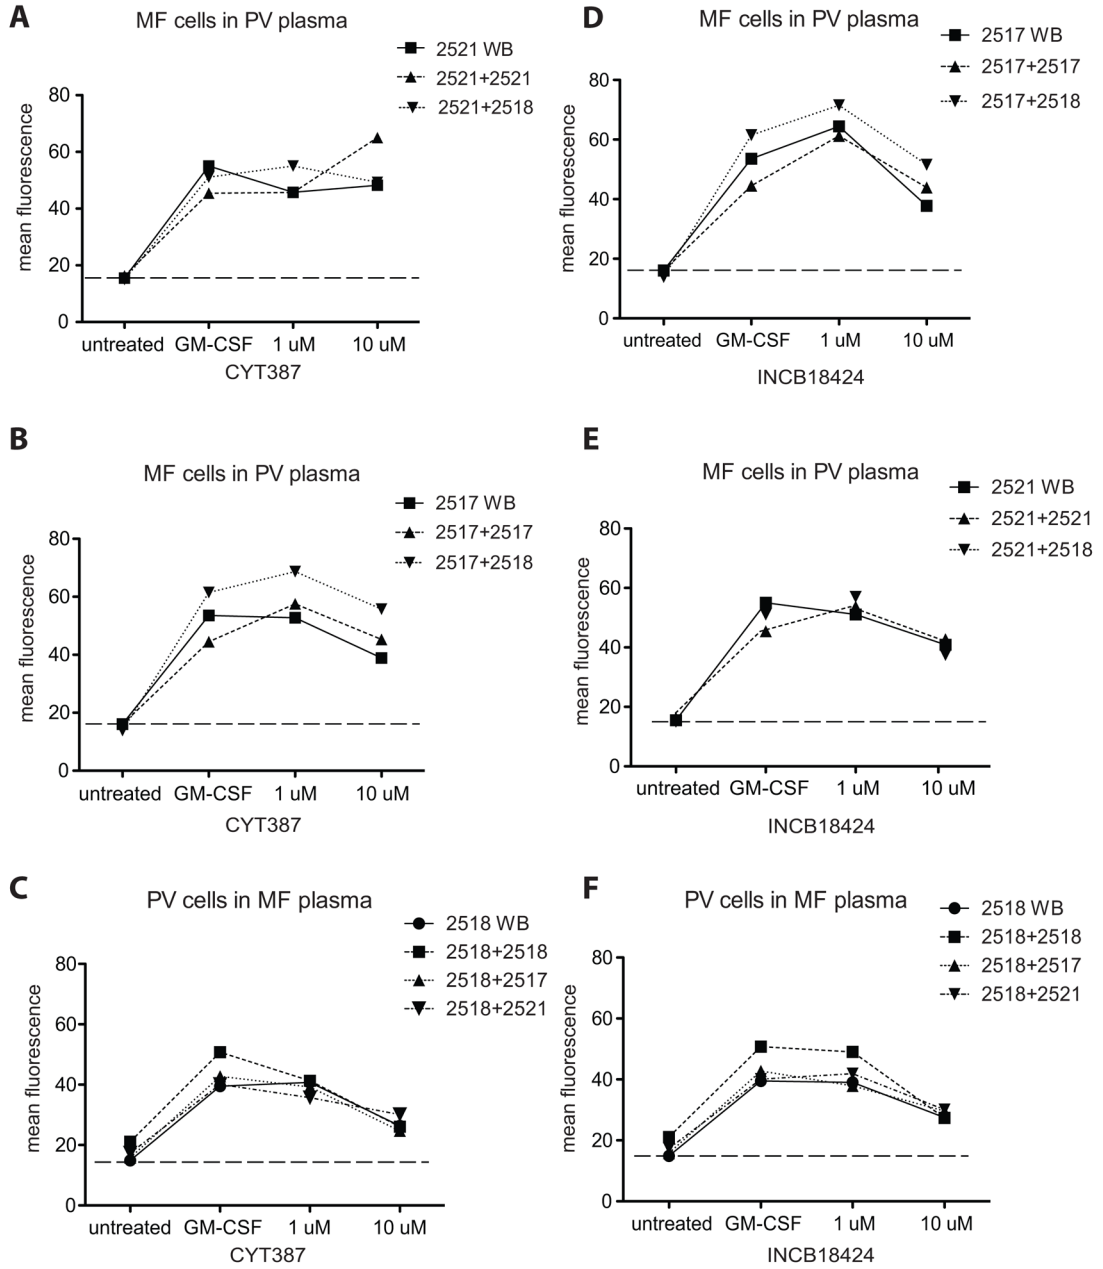 A
MF cells in PV plasma
2521 WB
2521+2521
2521+2518
mean fluorescence
80
60
40
20
0
untreated GM-CSF 1 uM 10 uM
CYT387
D
MF cells in PV plasma
2517 WB
2517+2517
2517+2518
mean fluorescence
80
60
40
20
0
untreated GM-CSF 1 uM 10 uM
INCB18424
B
MF cells in PV plasma
2517 WB
2517+2517
2517+2518
mean fluorescence
80
60
40
20
0
untreated GM-CSF 1 uM 10 uM
CYT387
E
MF cells in PV plasma
2521 WB
2521+2521
2521+2518
mean fluorescence
80
60
40
20
0
untreated GM-CSF 1 uM 10 uM
INCB18424
C
PV cells in MF plasma
2518 WB
2518+2518
2518+2517
2518+2521
mean fluorescence
80
60
40
20
0
untreated GM-CSF 1 uM 10 uM
CYT387
F
PV cells in MF plasma
2518 WB
2518+2518
2518+2517
2518+2521
mean fluorescence
80
60
40
20
0
untreated GM-CSF 1 uM 10 uM
INCB18424